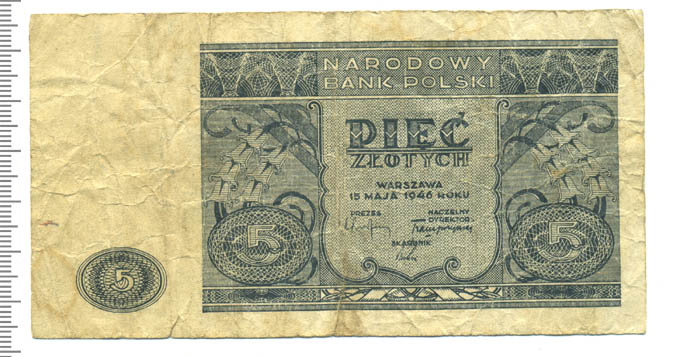 NARODOWY
BANK POLSKI
PIĘĆ
ZŁOTYCH
WARSZAWA
15 MAJA 1946 ROKU
PREZES
NACZELNY
DYREKTOR
SKARBNIK
5
5
5